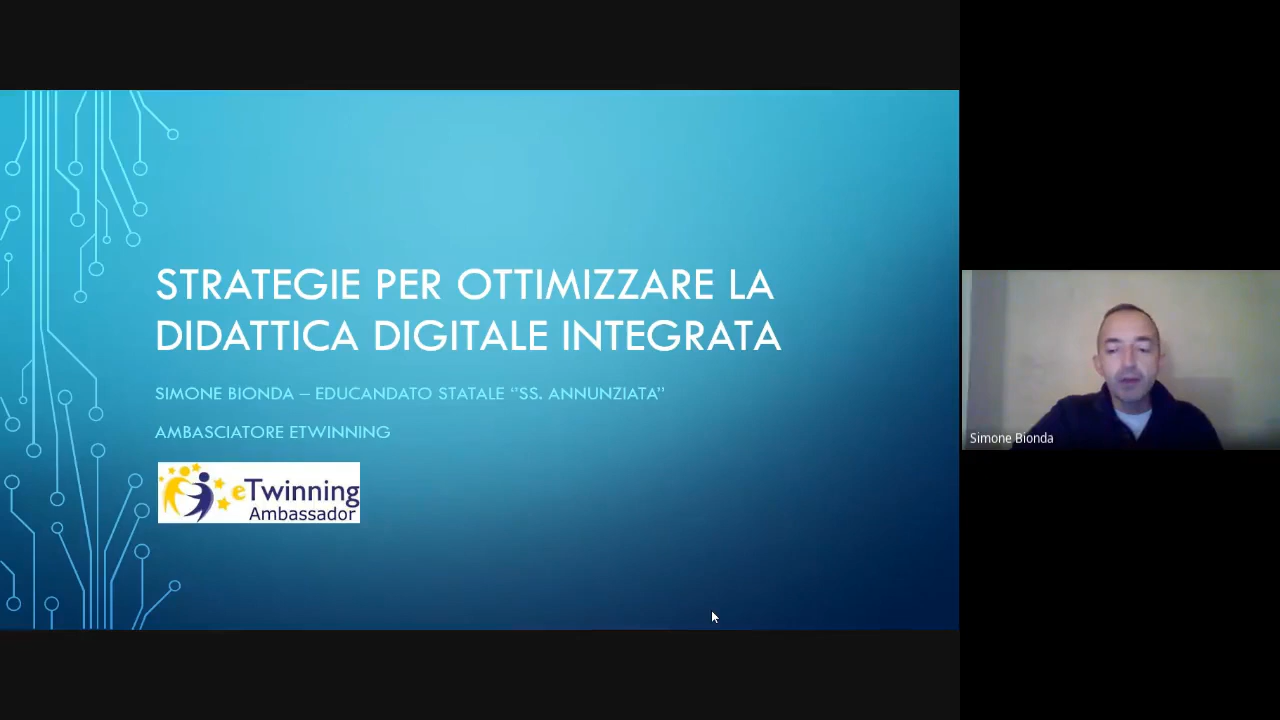 STRATEGIE PER OTTIMIZZARE LA
DIDATTICA DIGITALE INTEGRATA
SIMONE BIONDA – EDUCANDATO STATALE ‘’SS. ANNUNZIATA’’
AMBASCIATORE ETWINNING
eTwinning
Ambassador
Simone Bionda